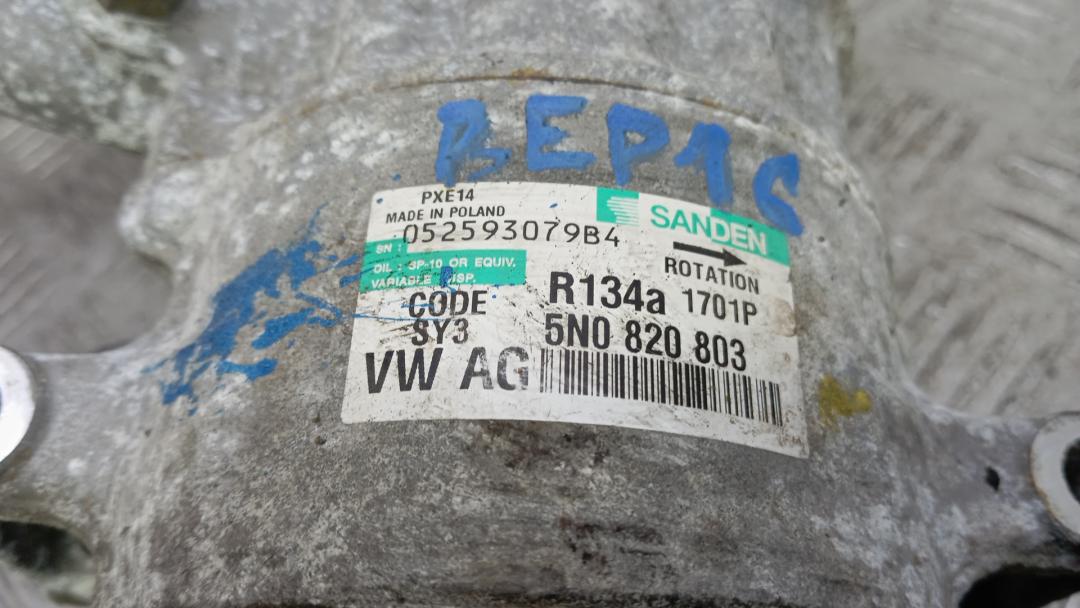 BEP1C
PXE14
MADE IN POLAND
SANDEN
SN : 052593079B4
ROTATION
OIL : SP-10 OR EQUIV.
VARIABLE DISP.
CODE R134a 1701P
SY3 5N0 820 803
VW AG